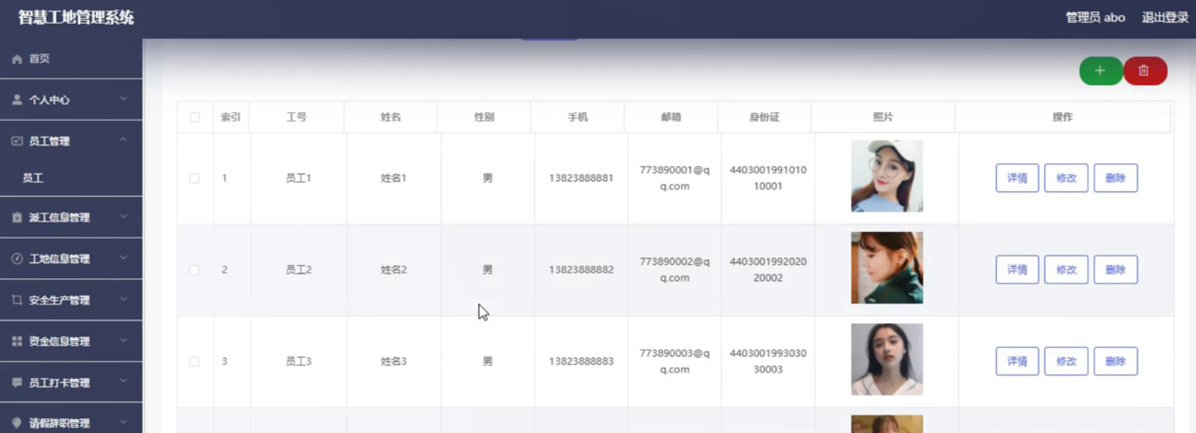 智慧工地管理系统
管理员 abo 退出登录
首页
个人中心
员工管理
员工
派工信息管理
工地信息管理
安全生产管理
资金信息管理
员工打卡管理
请假辞职管理
索引 工号 姓名 性别 手机 邮箱 身份证 照片 操作
1 员工1 姓名1 男 13823888881 773890001@q
q.com 4403001991010
10001 详情 修改 删除
2 员工2 姓名2 男 13823888882 773890002@q
q.com 4403001992020
20002 详情 修改 删除
3 员工3 姓名3 男 13823888883 773890003@q
q.com 4403001993030
30003 详情 修改 删除